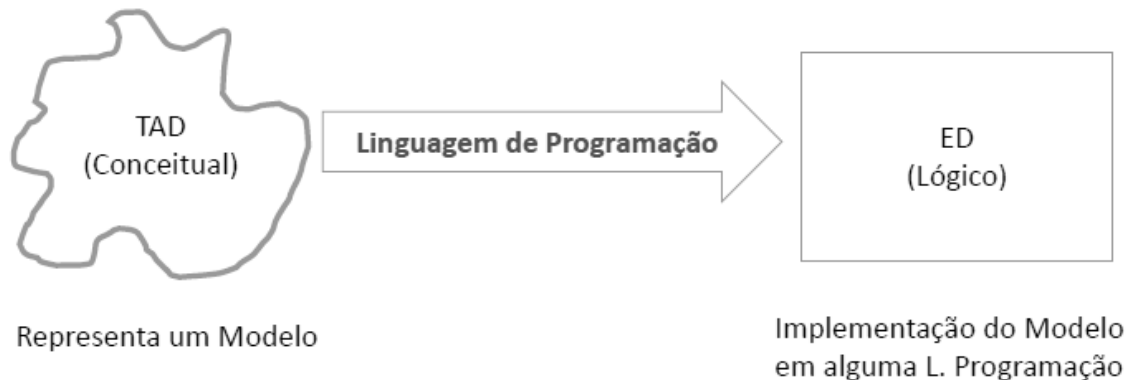 TAD
(Conceitual)
Linguagem de Programação
ED
(Lógico)
Representa um Modelo
Implementação do Modelo
em alguma L. Programação